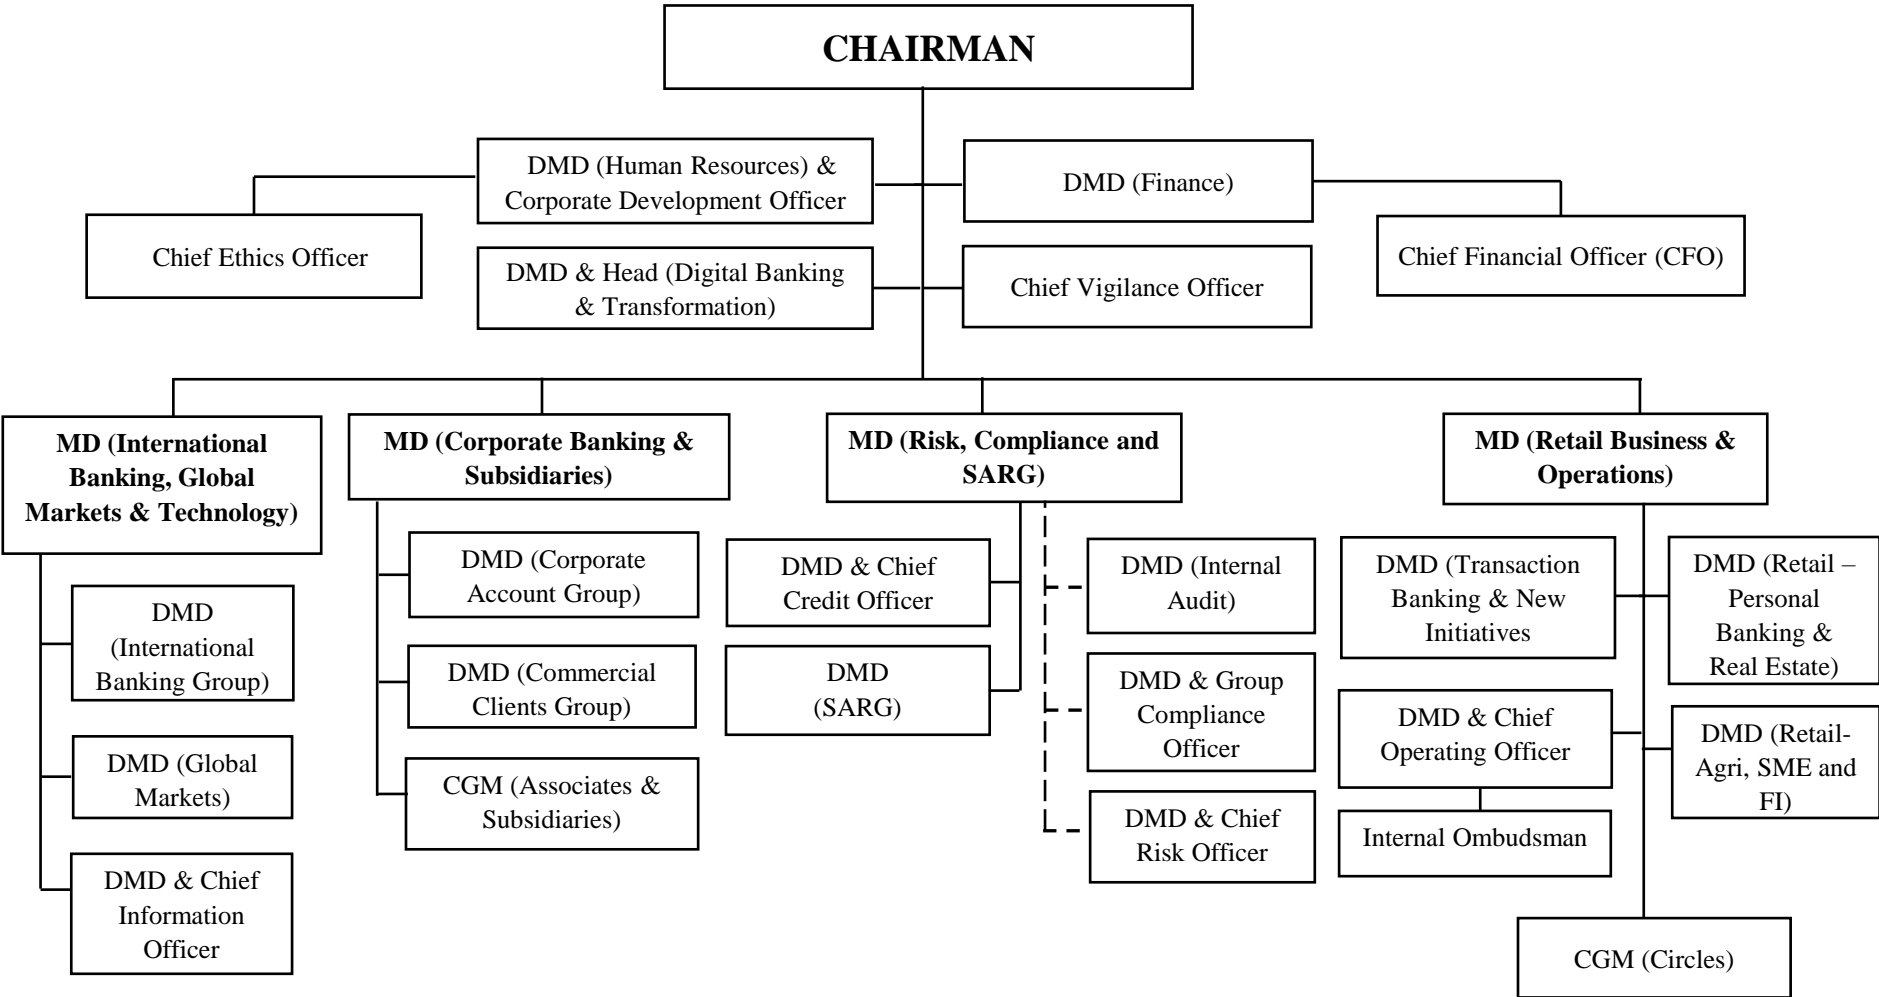 CHAIRMAN
DMD (Human Resources) &
Corporate Development Officer
DMD (Finance)
Chief Ethics Officer
Chief Financial Officer (CFO)
DMD & Head (Digital Banking
& Transformation)
Chief Vigilance Officer
MD (International
Banking, Global
Markets & Technology)
MD (Corporate Banking &
Subsidiaries)
MD (Risk, Compliance and
SARG)
MD (Retail Business &
Operations)
DMD
(International
Banking Group)
DMD (Global
Markets)
DMD & Chief
Information
Officer
DMD (Corporate
Account Group)
DMD (Commercial
Clients Group)
CGM (Associates &
Subsidiaries)
DMD & Chief
Credit Officer
DMD
(SARG)
DMD (Internal
Audit)
DMD & Group
Compliance
Officer
DMD & Chief
Risk Officer
DMD (Transaction
Banking & New
Initiatives
DMD (Retail –
Personal
Banking &
Real Estate)
DMD & Chief
Operating Officer
DMD (Retail-
Agri, SME and
FI)
Internal Ombudsman
CGM (Circles)